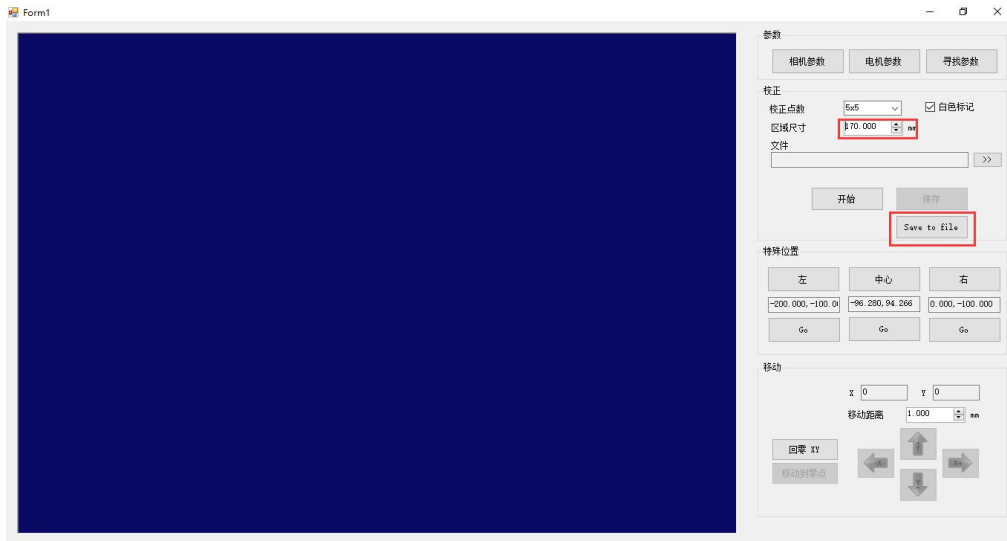 Form1
参数
相机参数 电机参数 寻找参数
校正
校正点数 5x5 白色标记
区域尺寸 170.000 mm
文件
>>
开始 保存
Save to file
特殊位置
左 中心 右
-200.000,-100.0 -96.280,94.266 0.000,-100.000
Go Go Go
移动
X 0 Y 0
移动距离 1.000 mm
回零 XY
X- X+
移动到零点